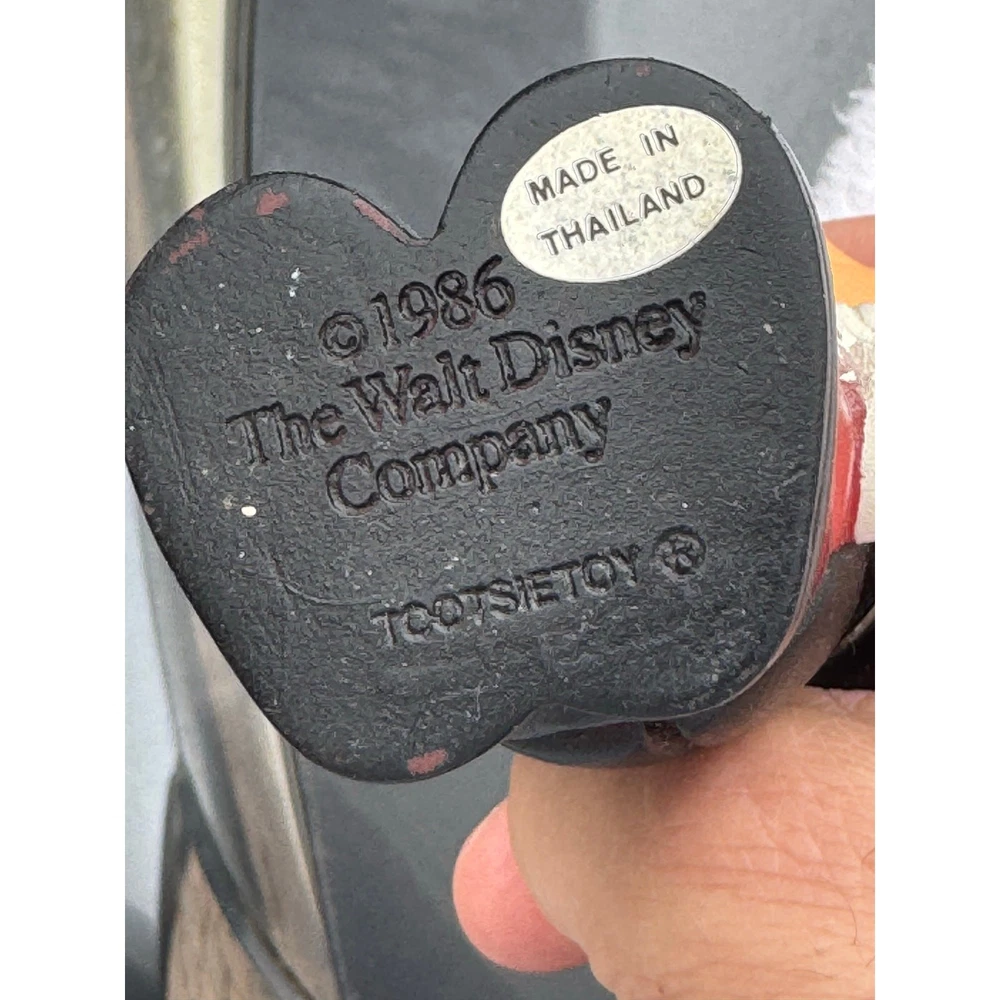 MADE IN
THAILAND
©1986
The Walt Disney
Company
TOOTSIETOY ®